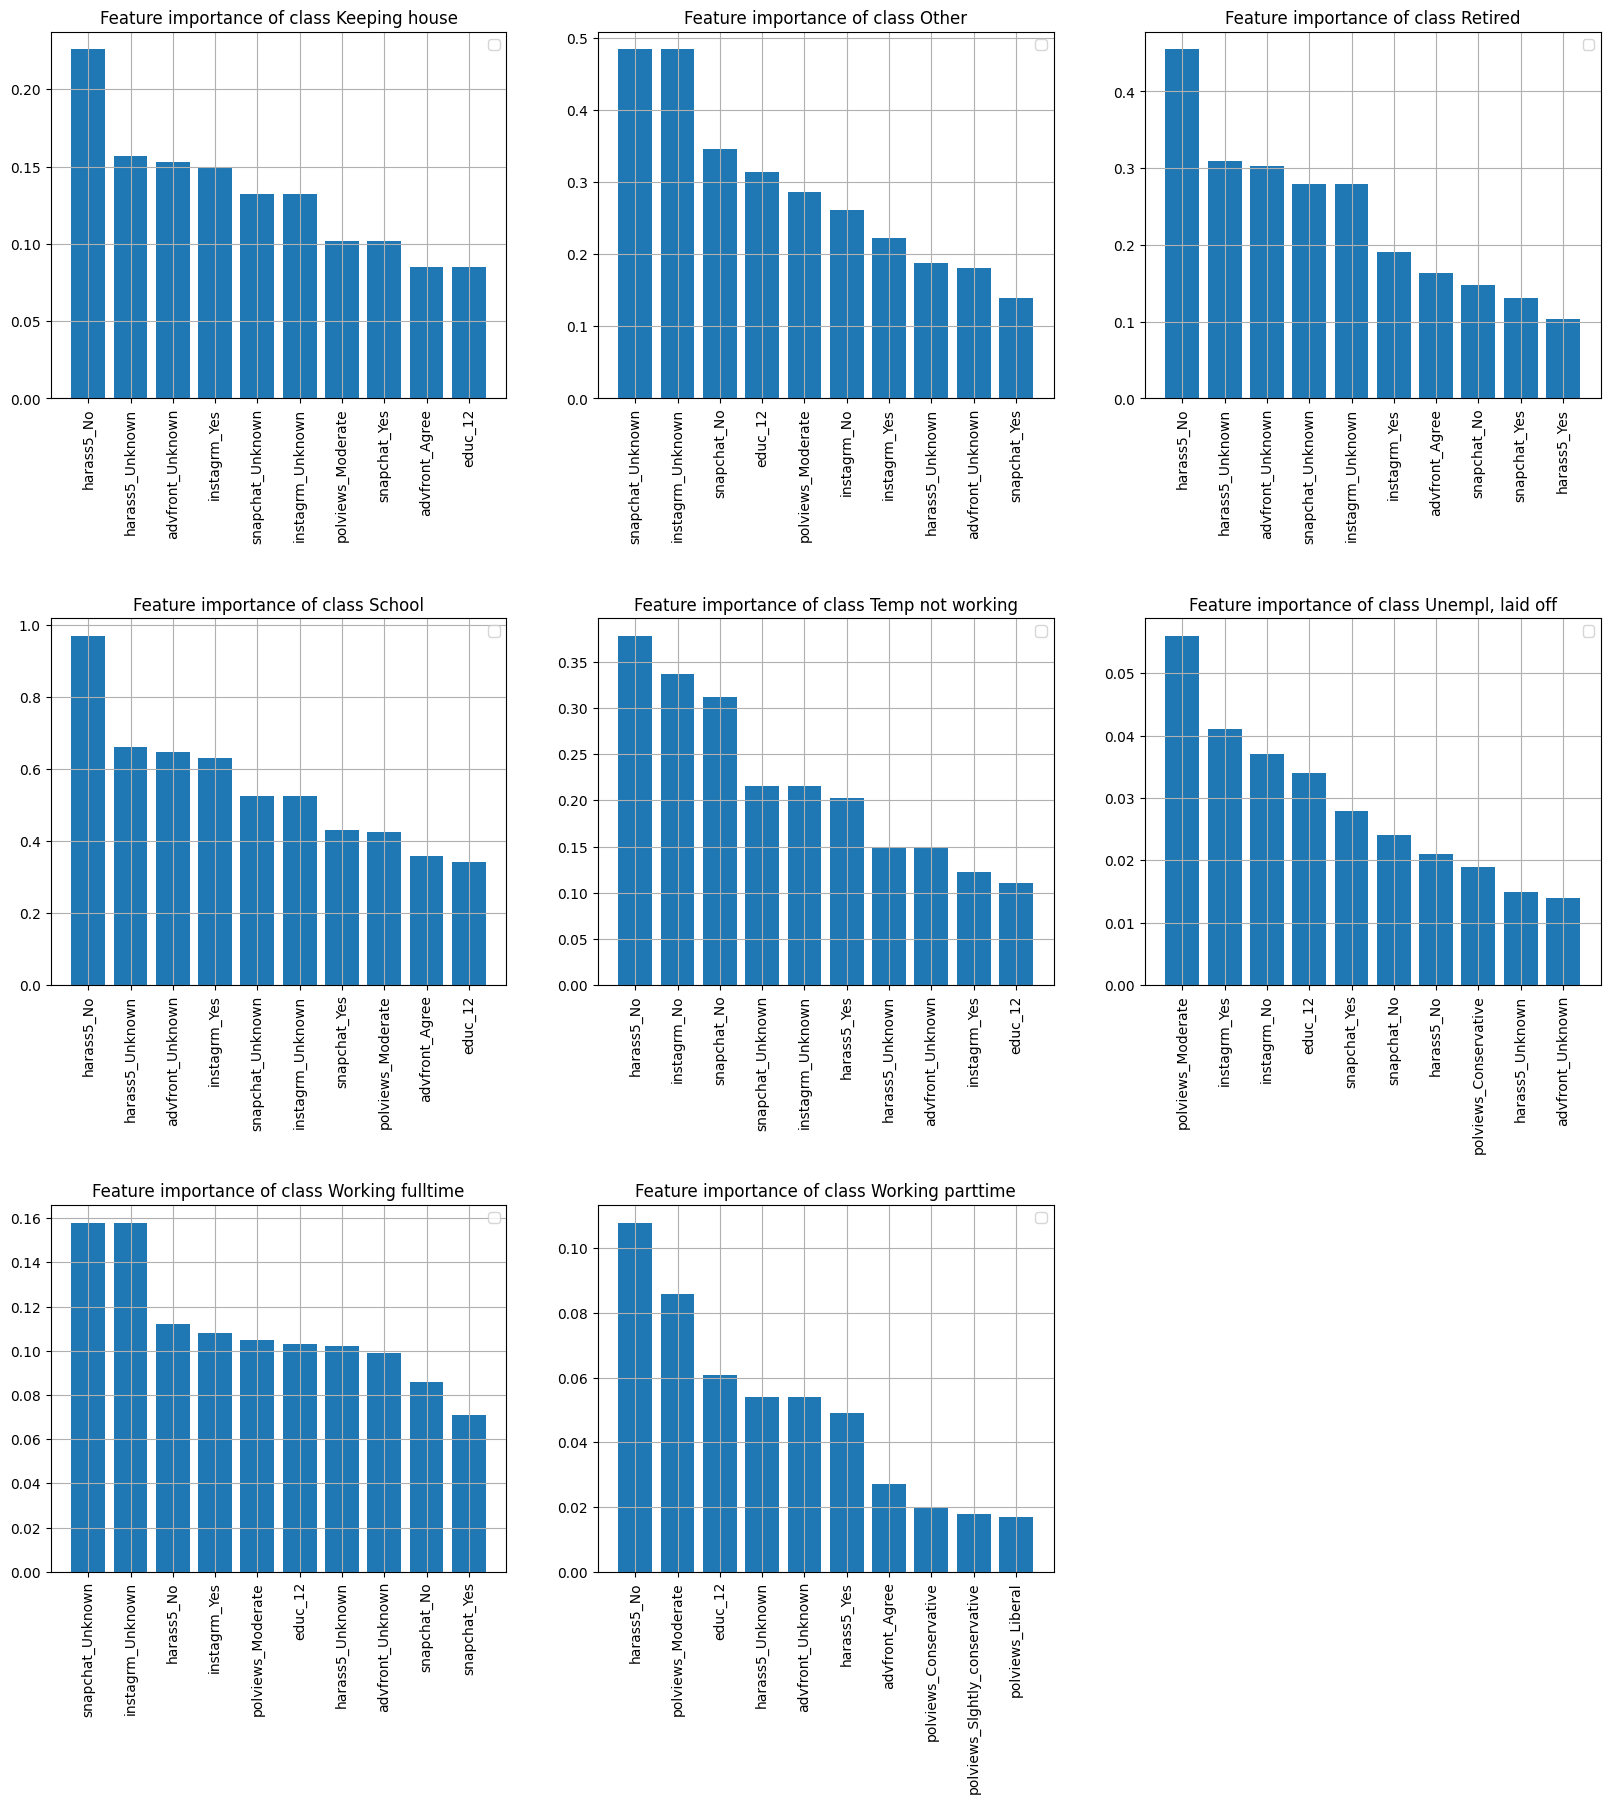 Feature importance of class Keeping house
0.20
0.15
0.10
0.05
0.00
harass5_No
harass5_Unknown
advfront_Unknown
instagrm_Yes
snapchat_Unknown
instagrm_Unknown
polviews_Moderate
snapchat_Yes
advfront_Agree
educ_12
Feature importance of class Other
0.5
0.4
0.3
0.2
0.1
0.0
snapchat_Unknown
instagrm_Unknown
snapchat_No
educ_12
polviews_Moderate
instagrm_No
instagrm_Yes
harass5_Unknown
advfront_Unknown
snapchat_Yes
Feature importance of class Retired
0.4
0.3
0.2
0.1
0.0
harass5_No
harass5_Unknown
advfront_Unknown
snapchat_Unknown
instagrm_Unknown
instagrm_Yes
advfront_Agree
snapchat_No
snapchat_Yes
harass5_Yes
Feature importance of class School
1.0
0.8
0.6
0.4
0.2
0.0
harass5_No
harass5_Unknown
advfront_Unknown
instagrm_Yes
snapchat_Unknown
instagrm_Unknown
snapchat_Yes
polviews_Moderate
advfront_Agree
educ_12
Feature importance of class Temp not working
0.35
0.30
0.25
0.20
0.15
0.10
0.05
0.00
harass5_No
instagrm_No
snapchat_No
snapchat_Unknown
instagrm_Unknown
harass5_Yes
harass5_Unknown
advfront_Unknown
instagrm_Yes
educ_12
Feature importance of class Unempl, laid off
0.05
0.04
0.03
0.02
0.01
0.00
polviews_Moderate
instagrm_Yes
instagrm_No
educ_12
snapchat_Yes
snapchat_No
harass5_No
polviews_Conservative
harass5_Unknown
advfront_Unknown
Feature importance of class Working fulltime
0.16
0.14
0.12
0.10
0.08
0.06
0.04
0.02
0.00
snapchat_Unknown
instagrm_Unknown
harass5_No
instagrm_Yes
polviews_Moderate
educ_12
harass5_Unknown
advfront_Unknown
snapchat_No
snapchat_Yes
Feature importance of class Working parttime
0.10
0.08
0.06
0.04
0.02
0.00
harass5_No
polviews_Moderate
educ_12
harass5_Unknown
advfront_Unknown
harass5_Yes
advfront_Agree
polviews_Conservative
polviews_Slghtly_conservative
polviews_Liberal